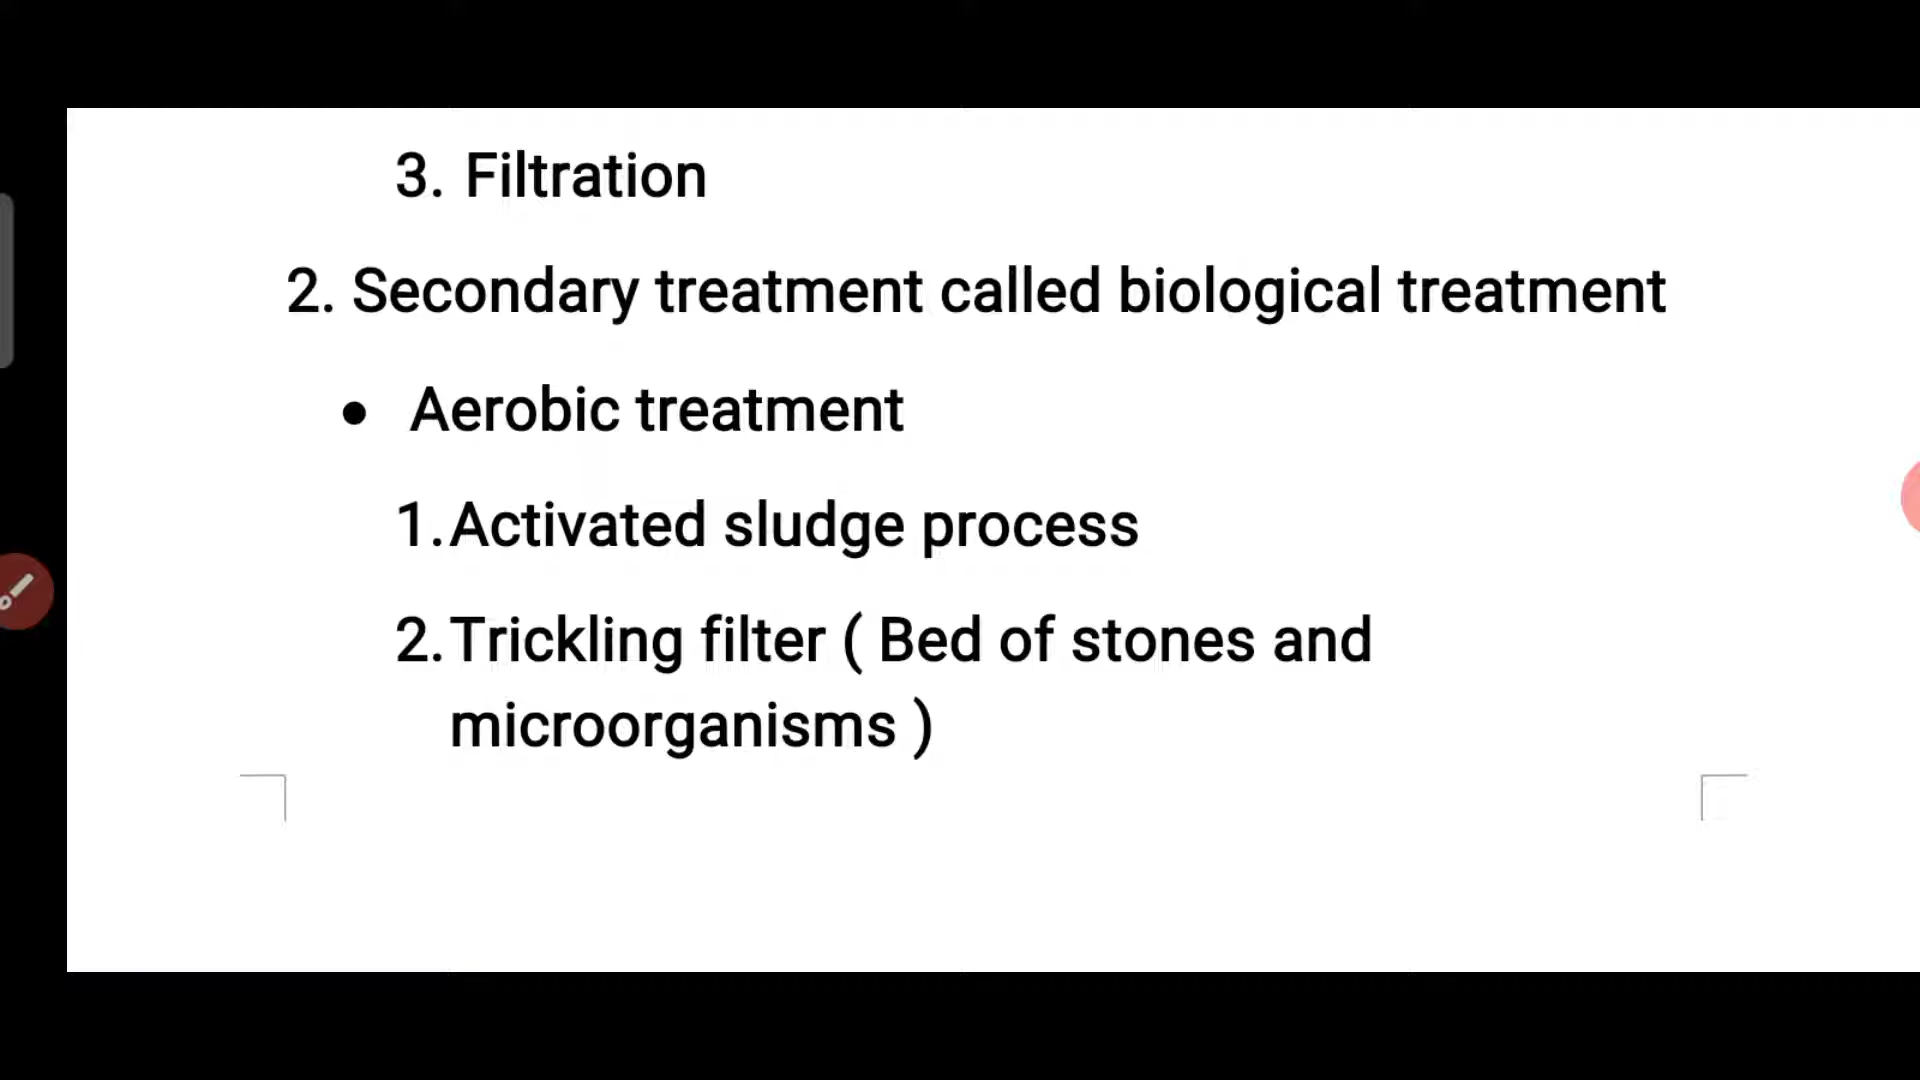 3. Filtration
2. Secondary treatment called biological treatment
• Aerobic treatment
1. Activated sludge process
2. Trickling filter ( Bed of stones and
microorganisms )